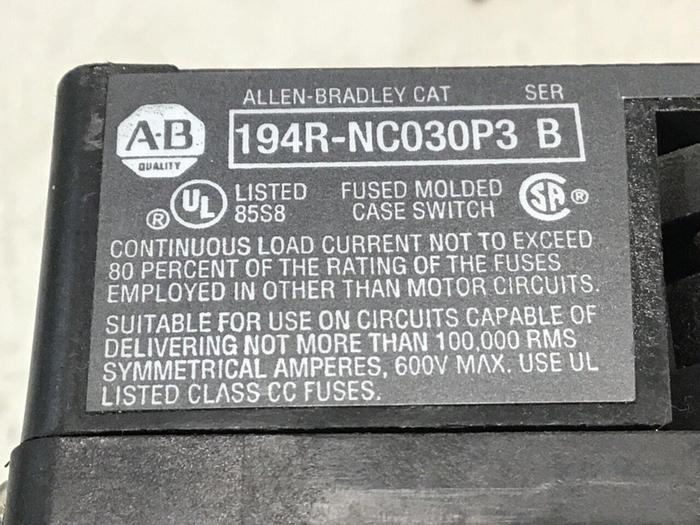 ALLEN-BRADLEY CAT SER
A-B
QUALITY
194R-NC030P3 B
UL LISTED FUSED MOLDED SA ®
® 85S8 CASE SWITCH
CONTINUOUS LOAD CURRENT NOT TO EXCEED
80 PERCENT OF THE RATING OF THE FUSES
EMPLOYED IN OTHER THAN MOTOR CIRCUITS.
SUITABLE FOR USE ON CIRCUITS CAPABLE OF
DELIVERING NOT MORE THAN 100,000 RMS
SYMMETRICAL AMPERES, 600V MAX. USE UL
LISTED CLASS CC FUSES.